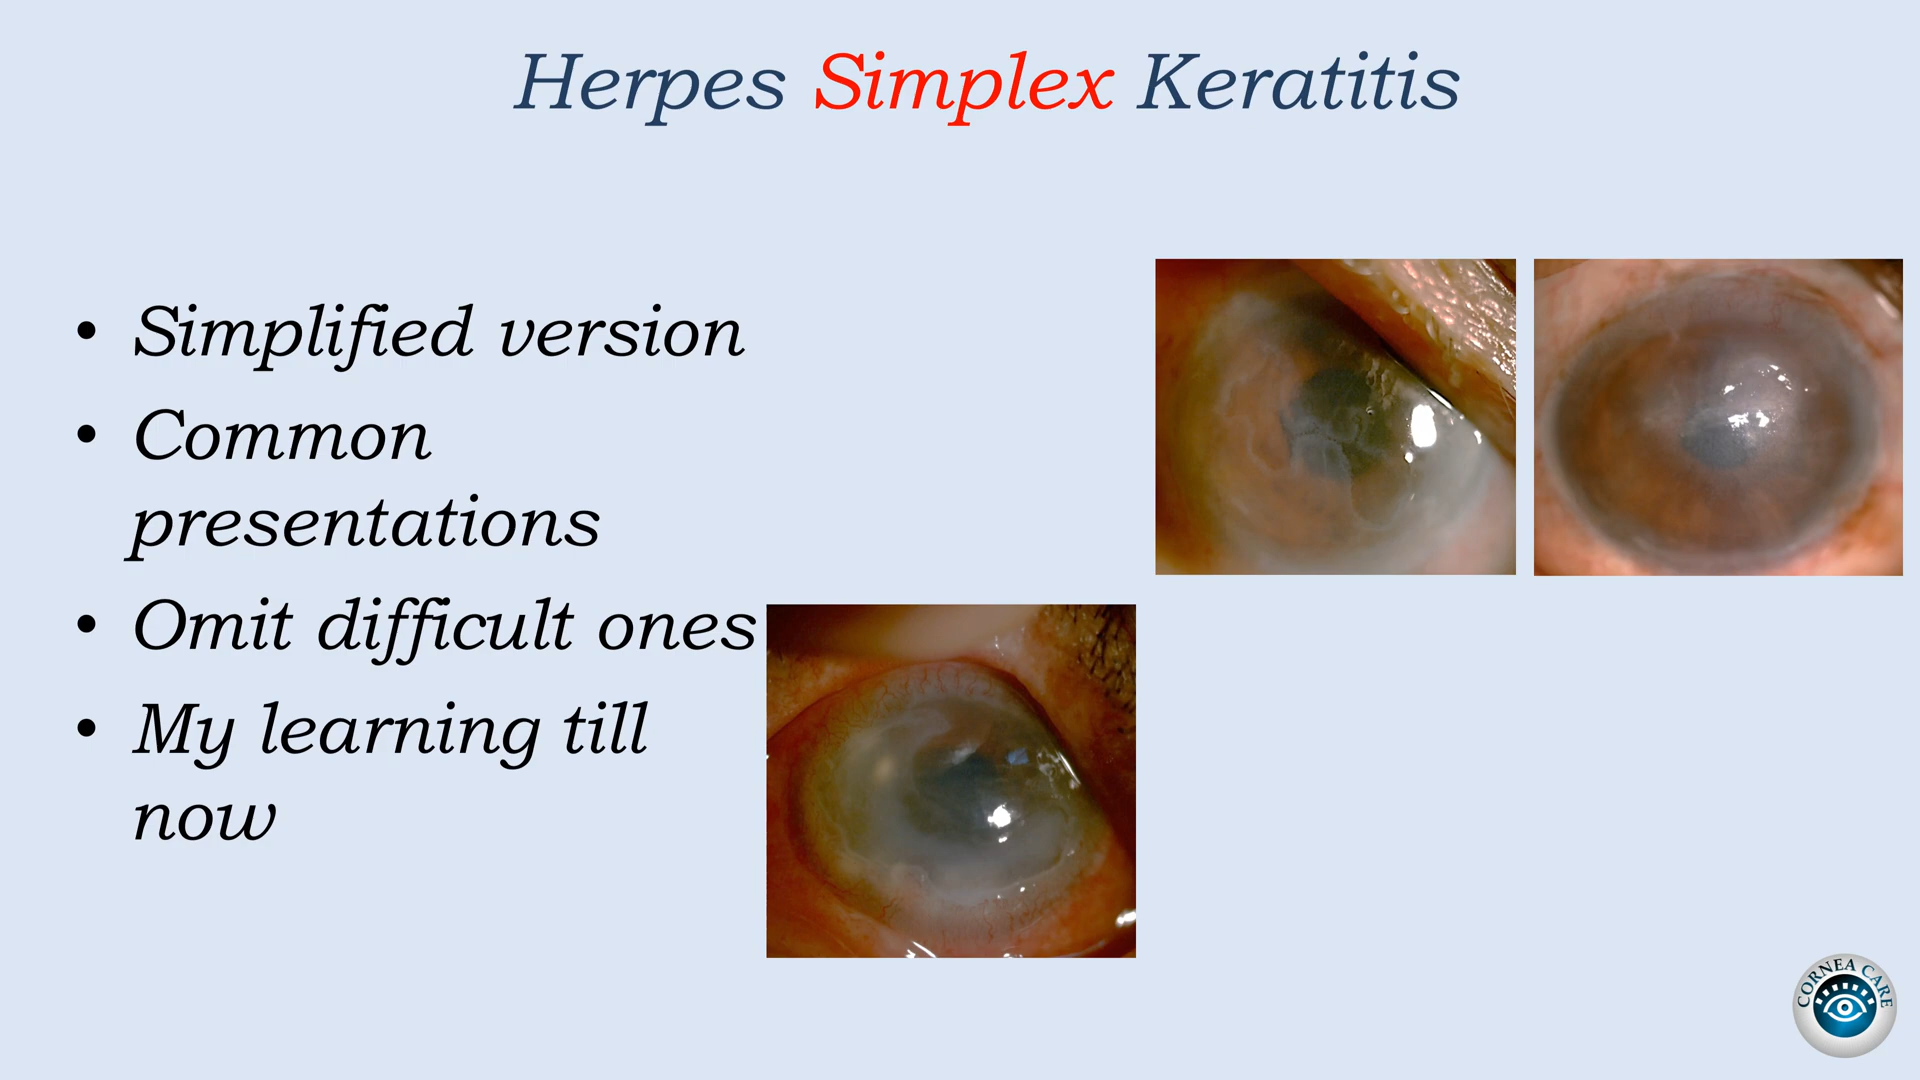 Herpes Simplex Keratitis
• Simplified version
• Common
presentations
• Omit difficult ones
• My learning till
now
CORNEA CARE